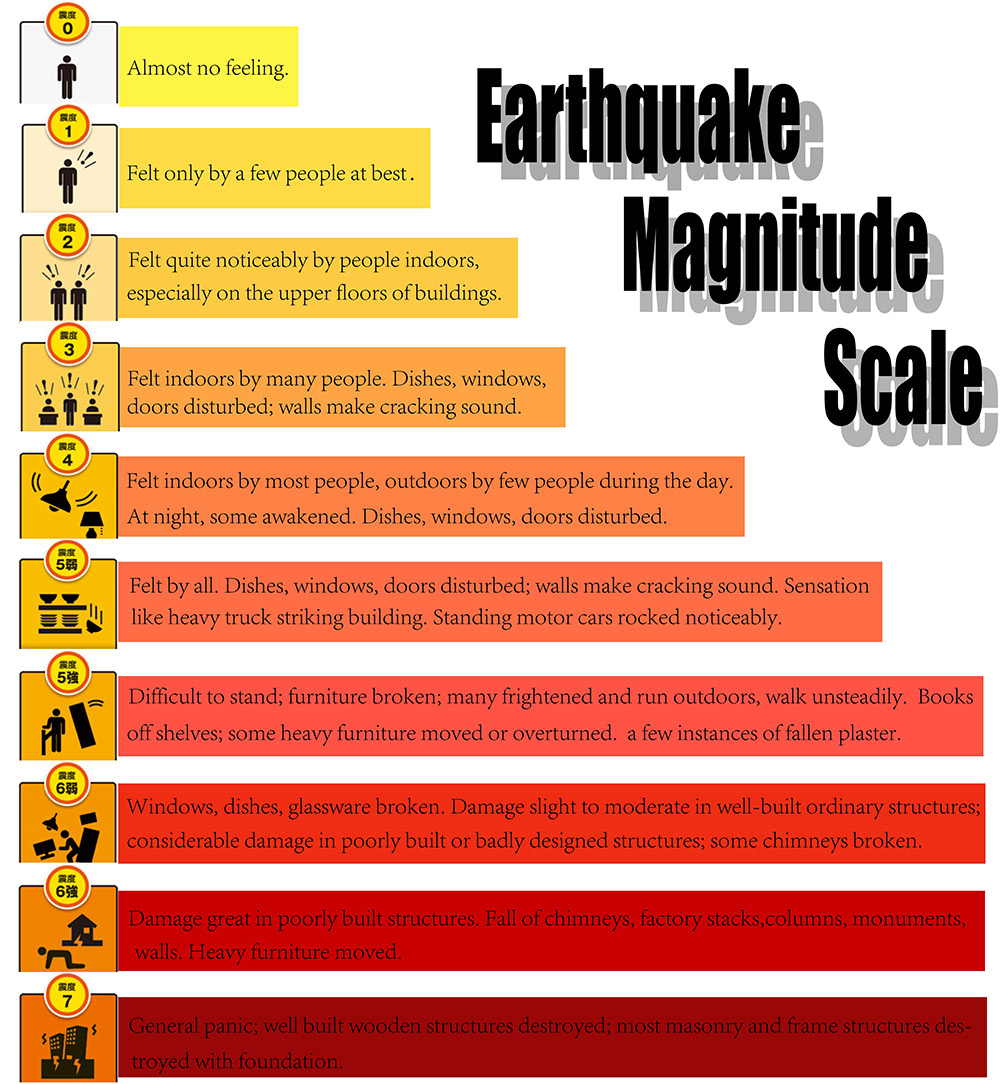 Earthquake
Magnitude
Scale
震度
0
Almost no feeling.
震度
1
Felt only by a few people at best.
震度
2
Felt quite noticeably by people indoors,
especially on the upper floors of buildings.
震度
3
Felt indoors by many people. Dishes, windows,
doors disturbed; walls make cracking sound.
震度
4
Felt indoors by most people, outdoors by few people during the day.
At night, some awakened. Dishes, windows, doors disturbed.
震度
5弱
Felt by all. Dishes, windows, doors disturbed; walls make cracking sound. Sensation
like heavy truck striking building. Standing motor cars rocked noticeably.
震度
5強
Difficult to stand; furniture broken; many frightened and run outdoors, walk unsteadily. Books
off shelves; some heavy furniture moved or overturned. a few instances of fallen plaster.
震度
6弱
Windows, dishes, glassware broken. Damage slight to moderate in well-built ordinary structures;
considerable damage in poorly built or badly designed structures; some chimneys broken.
震度
6強
Damage great in poorly built structures. Fall of chimneys, factory stacks,columns, monuments,
walls. Heavy furniture moved.
震度
7
General panic; well built wooden structures destroyed; most masonry and frame structures des-
troyed with foundation.